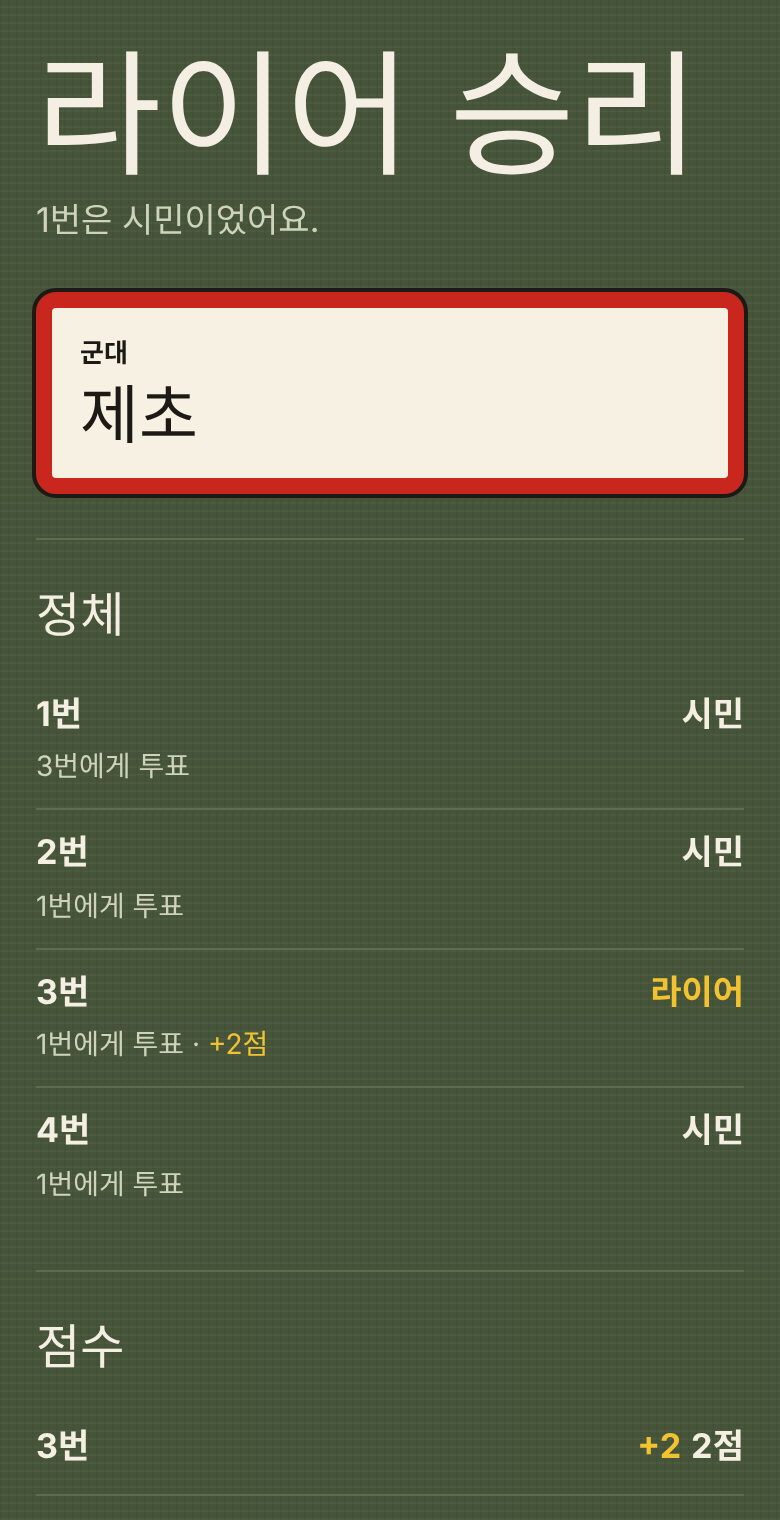 라이어 승리
1번은 시민이었어요.
군대
제초
정체
1번 시민
3번에게 투표
2번 시민
1번에게 투표
3번 라이어
1번에게 투표 · +2점
4번 시민
1번에게 투표
점수
3번 +2 2점